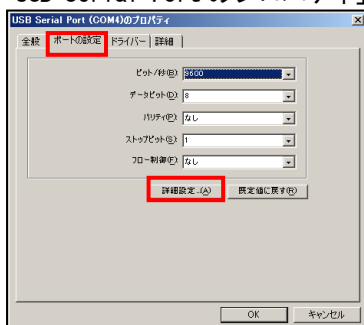 USB Serial Port (COM4)のプロパティ
全般 ポートの設定 ドライバー 詳細
ビット/秒(B): 9600
データ ビット(D): 8
パリティ(P): なし
ストップ ビット(S): 1
フロー制御(F): なし
詳細設定...(A) 既定値に戻す(R)
OK キャンセル